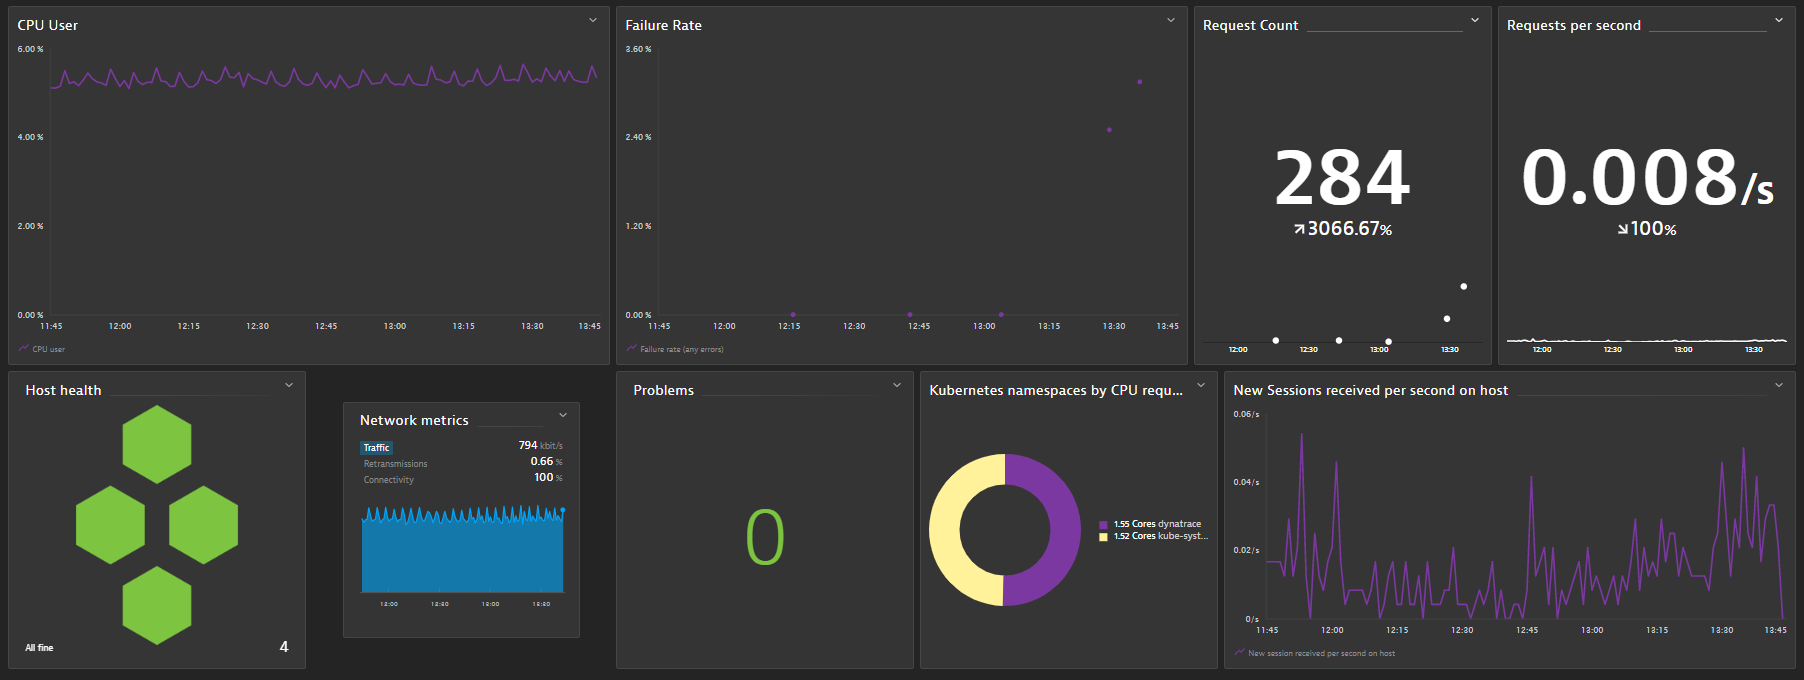 CPU User
6.00 %
4.00 %
2.00 %
0.00 %
11:45 12:00 12:15 12:30 12:45 13:00 13:15 13:30 13:45
CPU user
Failure Rate
3.60 %
2.40 %
1.20 %
0.00 %
11:45 12:00 12:15 12:30 12:45 13:00 13:15 13:30 13:45
Failure rate (any errors)
Request Count
284
3066.67%
12:00 12:30 13:00 13:30
Requests per second
0.008/s
100%
12:00 12:30 13:00 13:30
Host health
All fine 4
Network metrics
Traffic 794 kbit/s
Retransmissions 0.66 %
Connectivity 100 %
12:00 12:30 13:00 13:30
Problems
0
Kubernetes namespaces by CPU requ...
1.55 Cores dynatrace
1.52 Cores kube-syst...
New Sessions received per second on host
0.06/s
0.04/s
0.02/s
0/s
11:45 12:00 12:15 12:30 12:45 13:00 13:15 13:30 13:45
New session received per second on host